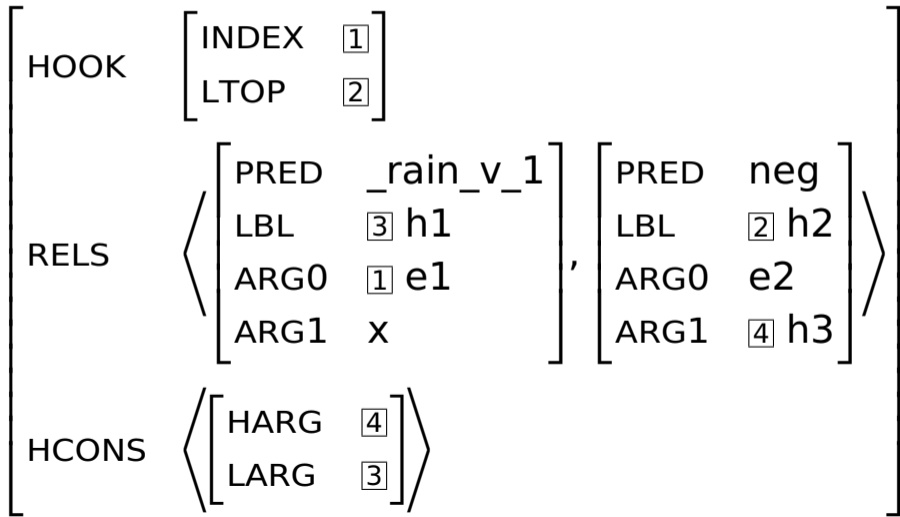 HOOK
INDEX 1
LTOP 2
RELS
PRED _rain_v_1
LBL 3 h1
ARG0 1 e1
ARG1 x
,
PRED neg
LBL 2 h2
ARG0 e2
ARG1 4 h3
HCONS
HARG 4
LARG 3